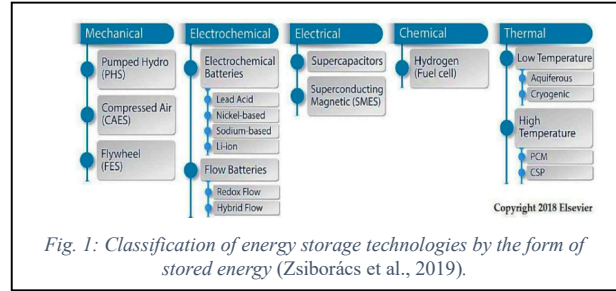 Mechanical
Pumped Hydro
(PHS)
Compressed Air
(CAES)
Flywheel
(FES)
Electrochemical
Electrochemical
Batteries
Lead Acid
Nickel-based
Sodium-based
Li-ion
Flow Batteries
Redox Flow
Hybrid Flow
Electrical
Supercapacitors
Superconducting
Magnetic (SMES)
Chemical
Hydrogen
(Fuel cell)
Thermal
Low Temperature
Aquiferous
Cryogenic
High
Temperature
PCM
CSP
Copyright 2018 Elsevier
Fig. 1: Classification of energy storage technologies by the form of
stored energy (Zsiborács et al., 2019).